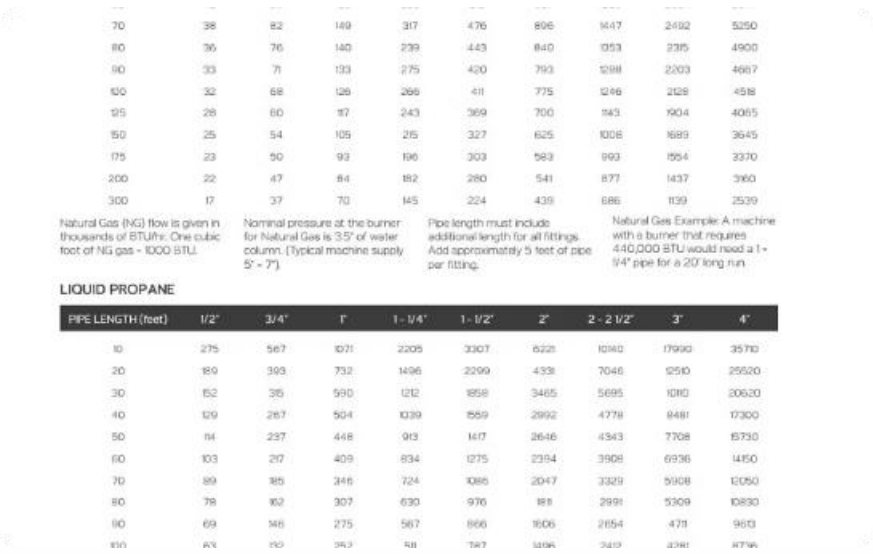 70 38 82 149 317 476 896 1447 2492 5250
80 36 76 140 239 443 840 1353 2315 4900
90 33 71 133 275 420 793 1288 2203 4667
100 32 68 126 266 411 775 1246 2128 4518
125 28 60 117 243 369 700 1143 1904 4065
150 25 54 105 215 327 625 1008 1689 3645
175 23 50 93 196 303 583 993 1554 3370
200 22 47 84 182 280 541 877 1437 3160
300 17 37 70 145 224 439 686 1139 2539
Natural Gas (NG) flow is given in
thousands of BTU/hr. One cubic
foot of NG gas - 1000 BTU.
Nominal pressure at the burner
for Natural Gas is 3.5" of water
column. (Typical machine supply
5" - 7").
Pipe length must include
additional length for all fittings.
Add approximately 5 feet of pipe
per fitting.
Natural Gas Example: A machine
with a burner that requires
440,000 BTU would need a 1 -
1/4" pipe for a 20' long run.
LIQUID PROPANE
PIPE LENGTH (feet) 1/2" 3/4" 1" 1 - 1/4" 1 - 1/2" 2" 2 - 2 1/2" 3" 4"
10 275 567 1071 2205 3307 6221 10140 17990 35710
20 189 393 732 1496 2299 4331 7046 12510 25520
30 152 315 590 1212 1858 3465 5695 10110 20620
40 129 267 504 1039 1559 2992 4778 8481 17300
50 114 237 448 913 1417 2646 4343 7708 15730
60 103 217 409 834 1275 2394 3908 6936 14150
70 89 185 346 724 1086 2047 3329 5908 12050
80 78 162 307 630 976 1811 2991 5309 10830
90 69 146 275 567 866 1606 2654 4711 9613
100 63 132 252 511 787 1496 2412 4281 8736